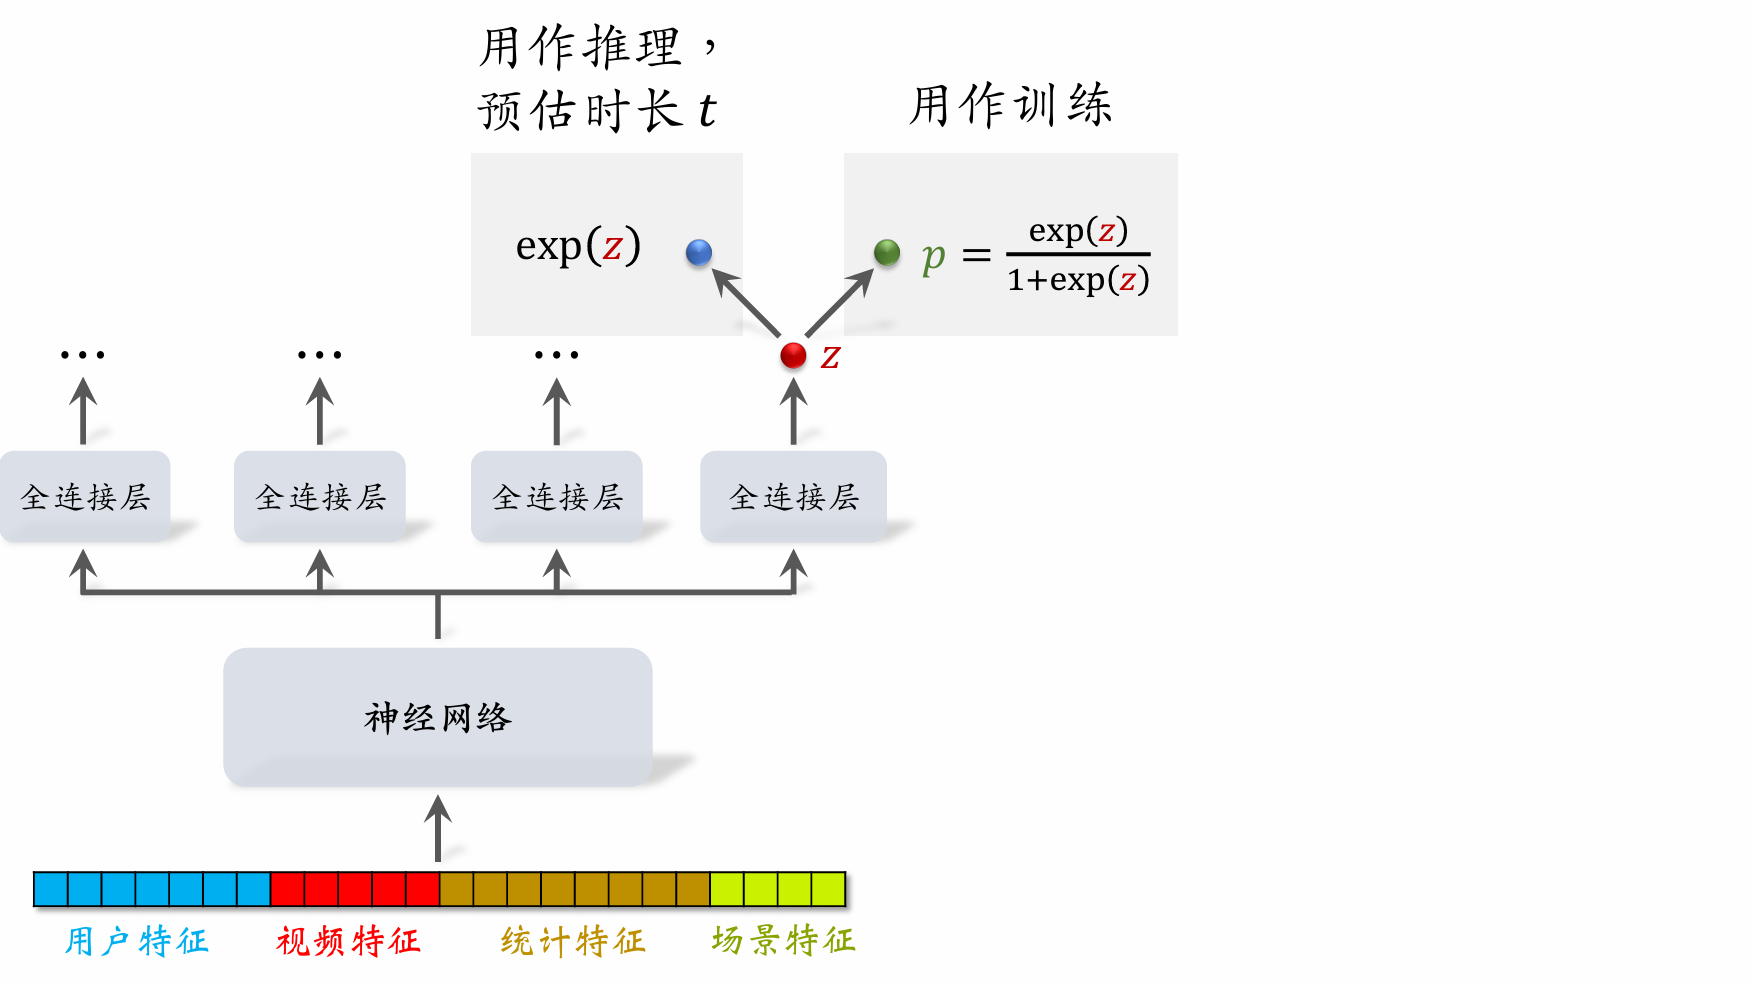 用作推理，
预估时长 t
用作训练
exp(z)
p = exp(z) / 1+exp(z)
z
... ... ...
全连接层 全连接层 全连接层 全连接层
神经网络
用户特征 视频特征 统计特征 场景特征